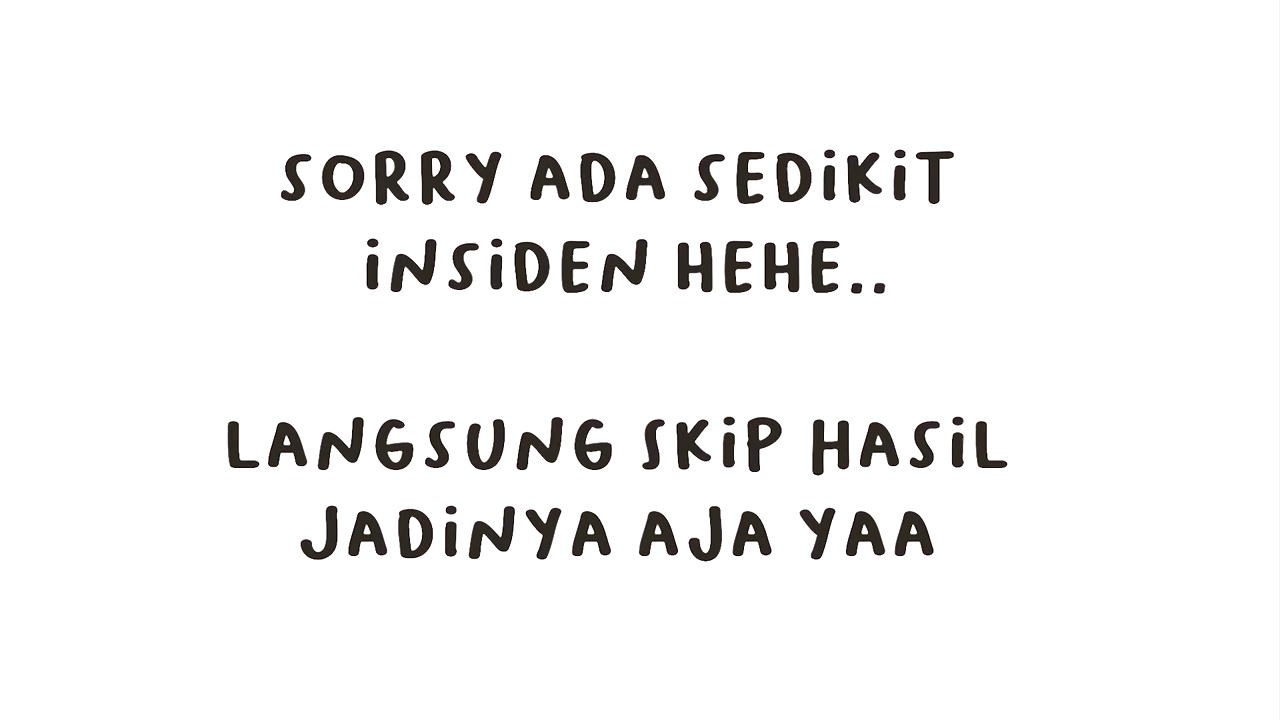 SORRY ADA SEDiKiT
iNSiDEN HEHE..
LANGSUNG SKiP HASiL
JADiNYA AJA YAA